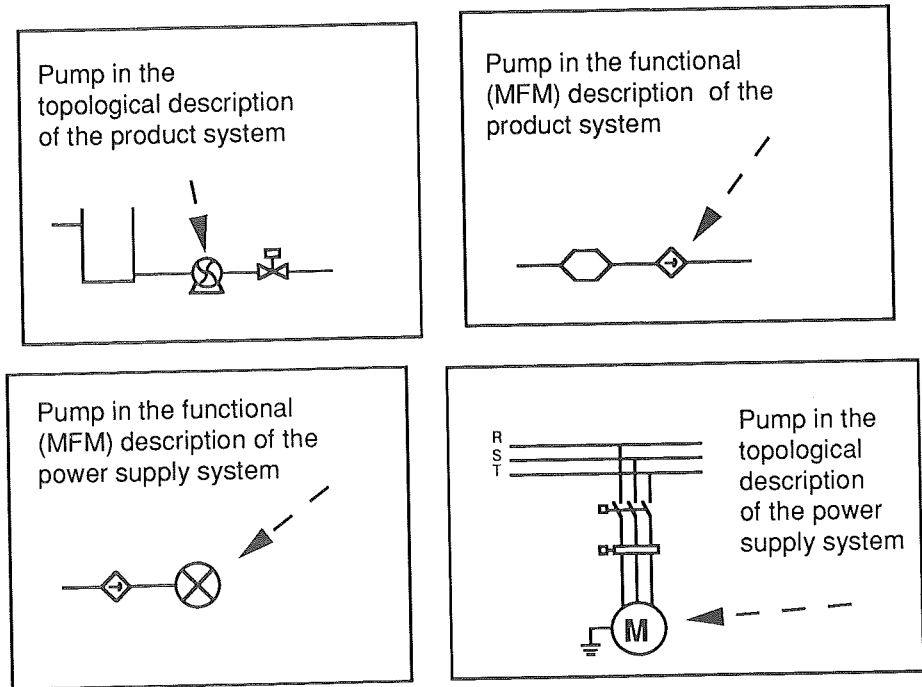 Pump in the
topological description
of the product system
Pump in the functional
(MFM) description of the
product system
Pump in the functional
(MFM) description of the
power supply system
R
S
T
Pump in the
topological
description
of the power
supply system
M